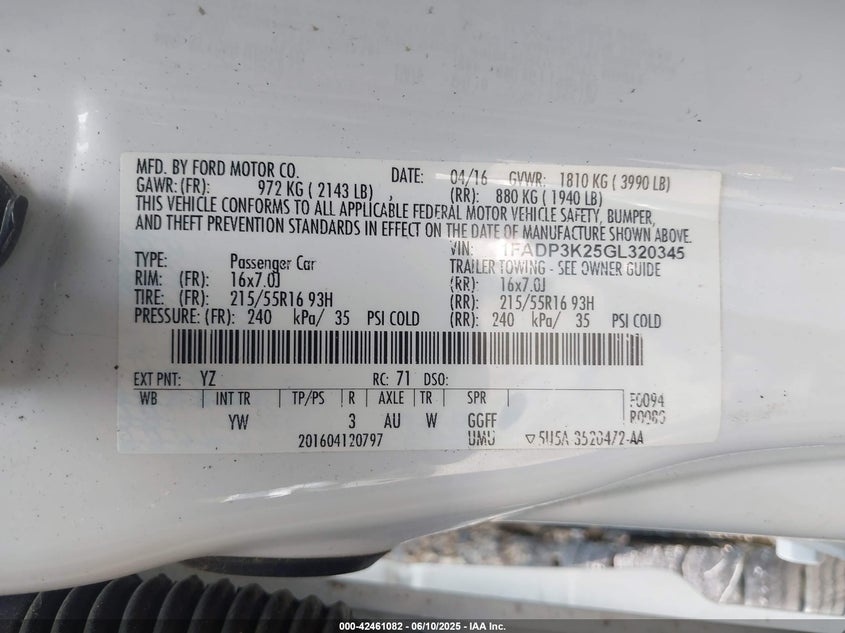 MFD. BY FORD MOTOR CO. DATE: 04/16 GVWR: 1810 KG ( 3990 LB)
GAWR: (FR): 972 KG ( 2143 LB) (RR): 880 KG ( 1940 LB)
THIS VEHICLE CONFORMS TO ALL APPLICABLE FEDERAL MOTOR VEHICLE SAFETY, BUMPER,
AND THEFT PREVENTION STANDARDS IN EFFECT ON THE DATE OF MANUFACTURE SHOWN ABOVE.
VIN: 1FADP3K25GL320345
TYPE: Passenger Car TRAILER TOWING - SEE OWNER GUIDE
RIM: (FR): 16x7.0J (RR): 16x7.0J
TIRE: (FR): 215/55R16 93H (RR): 215/55R16 93H
PRESSURE: (FR): 240 kPa/ 35 PSI COLD (RR): 240 kPa/ 35 PSI COLD
EXT PNT: YZ RC: 71 DSO:
WB INT TR TP/PS R AXLE TR SPR
YW 3 AU W GGFF
201604120797 UMU
000-42461082 - 06/10/2025 - IAA Inc.